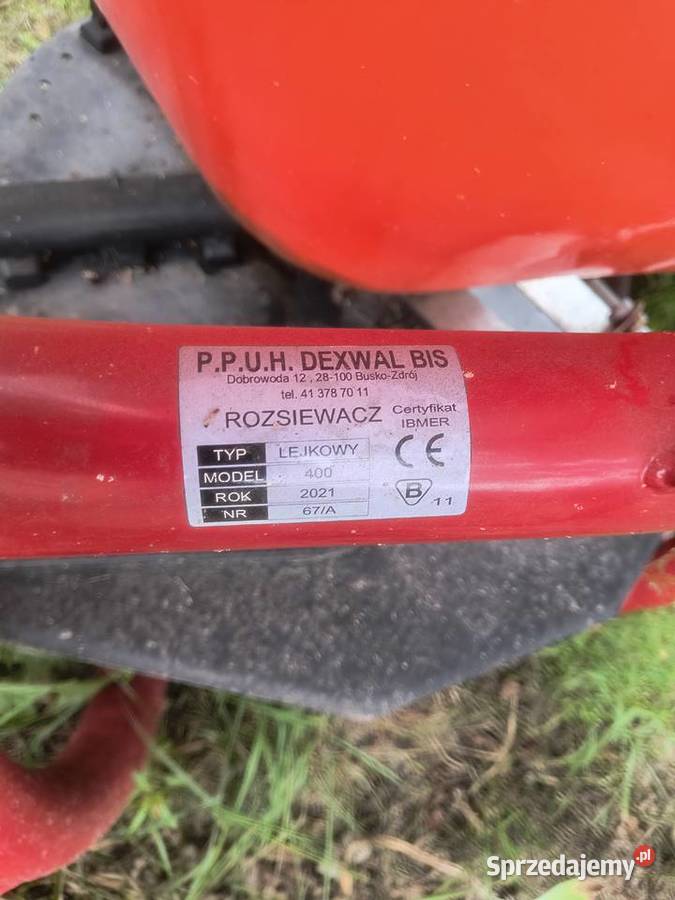 P.P.U.H. DEXWAL BIS
Dobrowoda 12 , 28-100 Busko-Zdrój
tel. 41 378 70 11
ROZSIEWACZ
Certyfikat
IBMER
TYP LEJKOWY
CE
MODEL 400
ROK 2021
B 11
NR 67/A
Sprzedajemy.pl